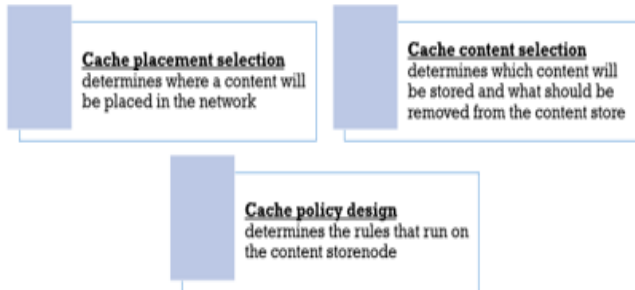 Cache placement selection
determines where a content will
be placed in the network
Cache content selection
determines which content will
be stored and what should be
removed from the content store
Cache policy design
determines the rules that run on
the content storenode